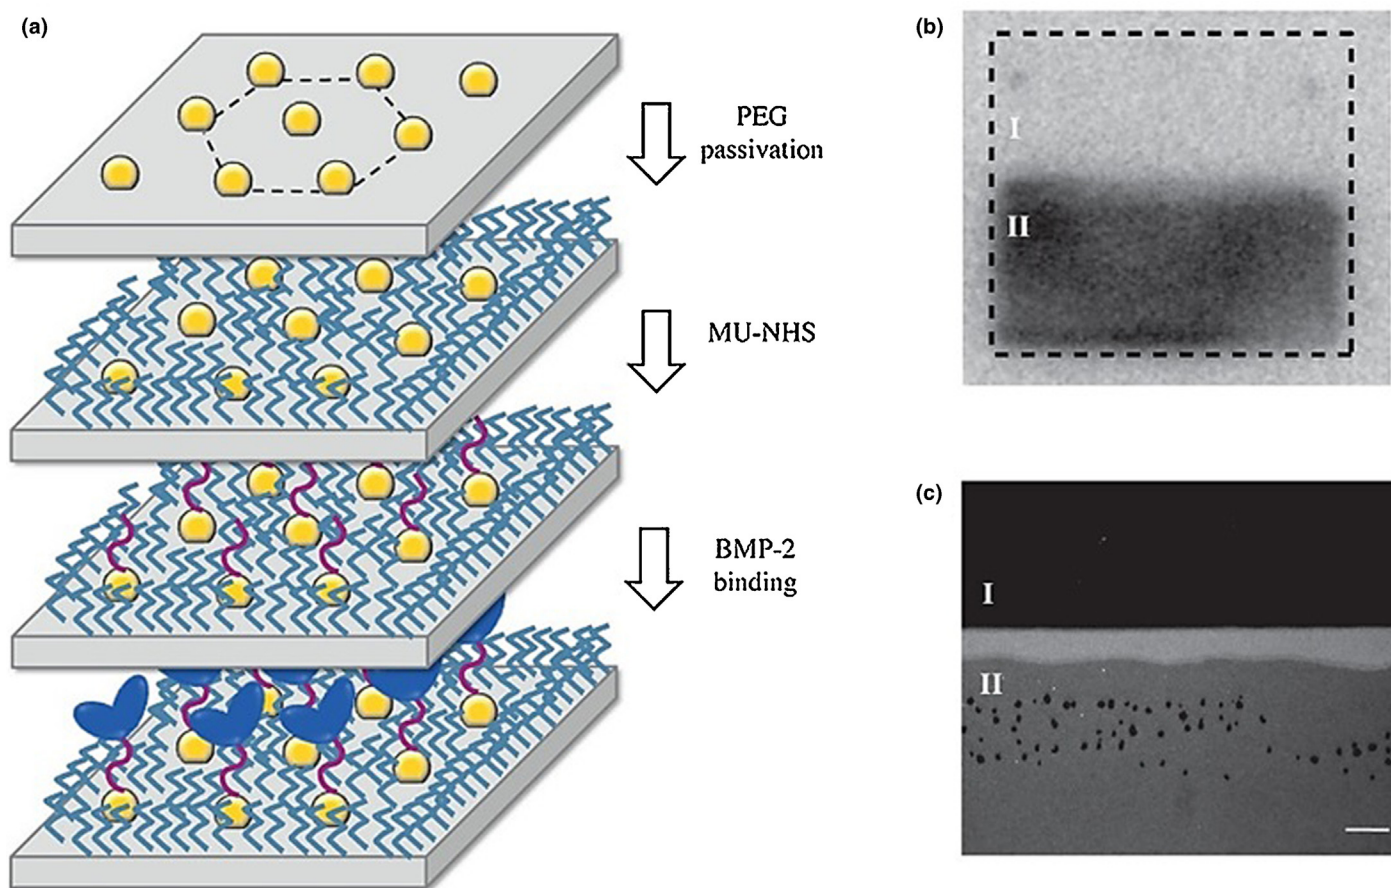 (a)
PEG
passivation
MU-NHS
BMP-2
binding
(b)
I
II
(c)
I
II